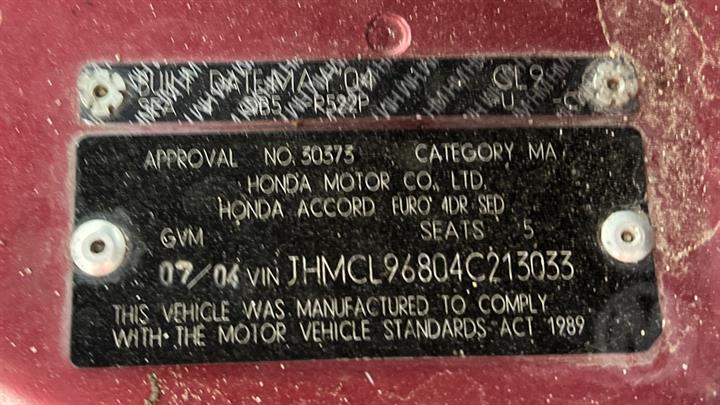 BUILT DATE MAY '04 CL9
R522P U -C
APPROVAL NO. 30373 CATEGORY MA
HONDA MOTOR CO., LTD.
HONDA ACCORD EURO 4DR SED
GVM SEATS 5
07/04 VIN JHMCL96804C213033
THIS VEHICLE WAS MANUFACTURED TO COMPLY
WITH THE MOTOR VEHICLE STANDARDS ACT 1989